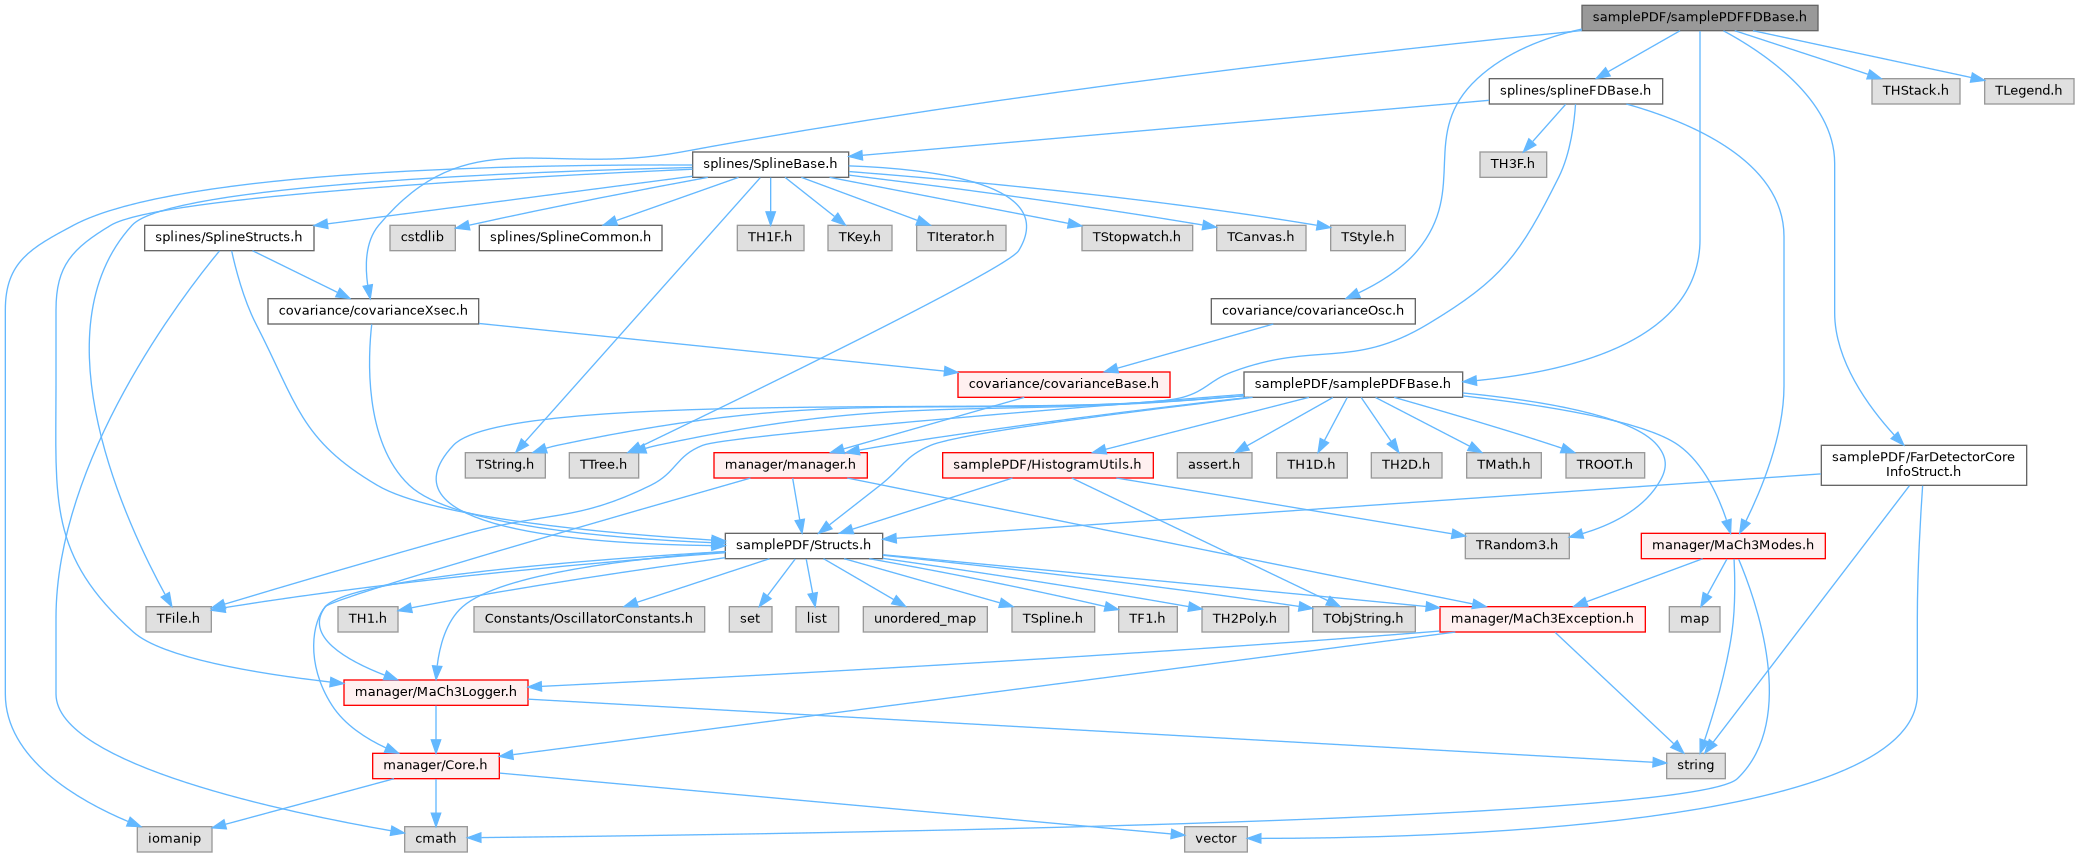 samplePDF/samplePDFFDBase.h
splines/splineFDBase.h
THStack.h
TLegend.h
splines/SplineBase.h
TH3F.h
splines/SplineStructs.h
cstdlib
splines/SplineCommon.h
TH1F.h
TKey.h
TIterator.h
TStopwatch.h
TCanvas.h
TStyle.h
covariance/covarianceXsec.h
covariance/covarianceOsc.h
covariance/covarianceBase.h
samplePDF/samplePDFBase.h
TString.h
TTree.h
manager/manager.h
samplePDF/HistogramUtils.h
assert.h
TH1D.h
TH2D.h
TMath.h
TROOT.h
samplePDF/FarDetectorCore
InfoStruct.h
samplePDF/Structs.h
TRandom3.h
manager/MaCh3Modes.h
TFile.h
TH1.h
Constants/OscillatorConstants.h
set
list
unordered_map
TSpline.h
TF1.h
TH2Poly.h
TObjString.h
manager/MaCh3Exception.h
map
manager/MaCh3Logger.h
manager/Core.h
string
iomanip
cmath
vector